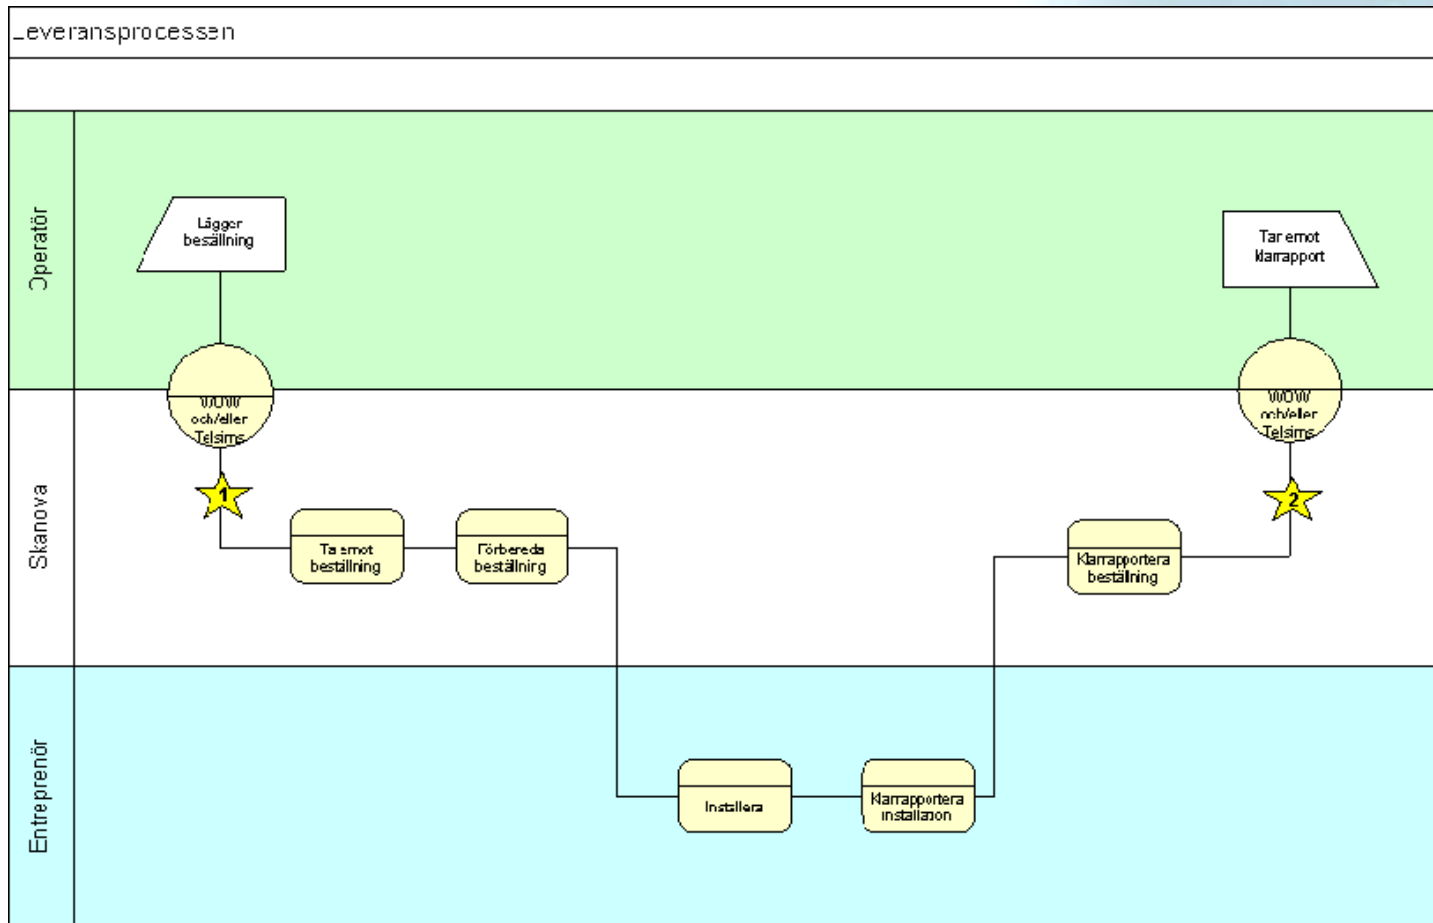 Leveransprocessen
Operatör
Lägger
besällning
Tar emot
klarrapport
WOW
och/eller
Telsims
WOW
och/eller
Telsims
Skanova
1
2
Ta emot
beställning
Förbereda
beställning
Klarrapportera
beställning
Entreprenör
Installera
Klarrapportera
installation